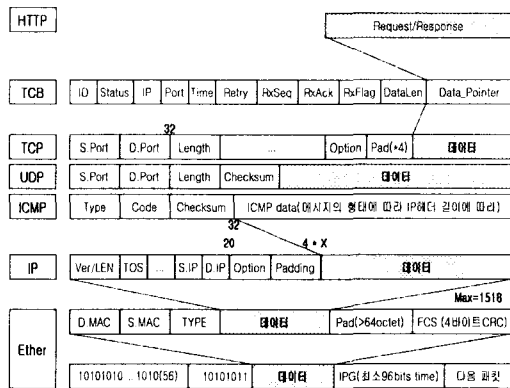 HTTP
Request/Response
TCB ID Status IP Port Time Retry RxSeq RxAck RxFlag DataLen Data_Pointer
32
TCP S.Port D.Port Length ... Option Pad(*4) 데이터
UDP S.Port D.Port Length Checksum 데이터
ICMP Type Code Checksum ICMP data(메시지의 형태에 따라 IP헤더 길이에 따라)
32
20 4 * X
IP Ver/LEN TOS ... S.IP D.IP Option Padding 데이터
Max=1518
Ether D.MAC S.MAC TYPE 데이터 Pad(>64octet) FCS (4바이트CRC)
10101010 ... 1010(56) 10101011 데이터 IPG(최소96bits time) 다음 패킷